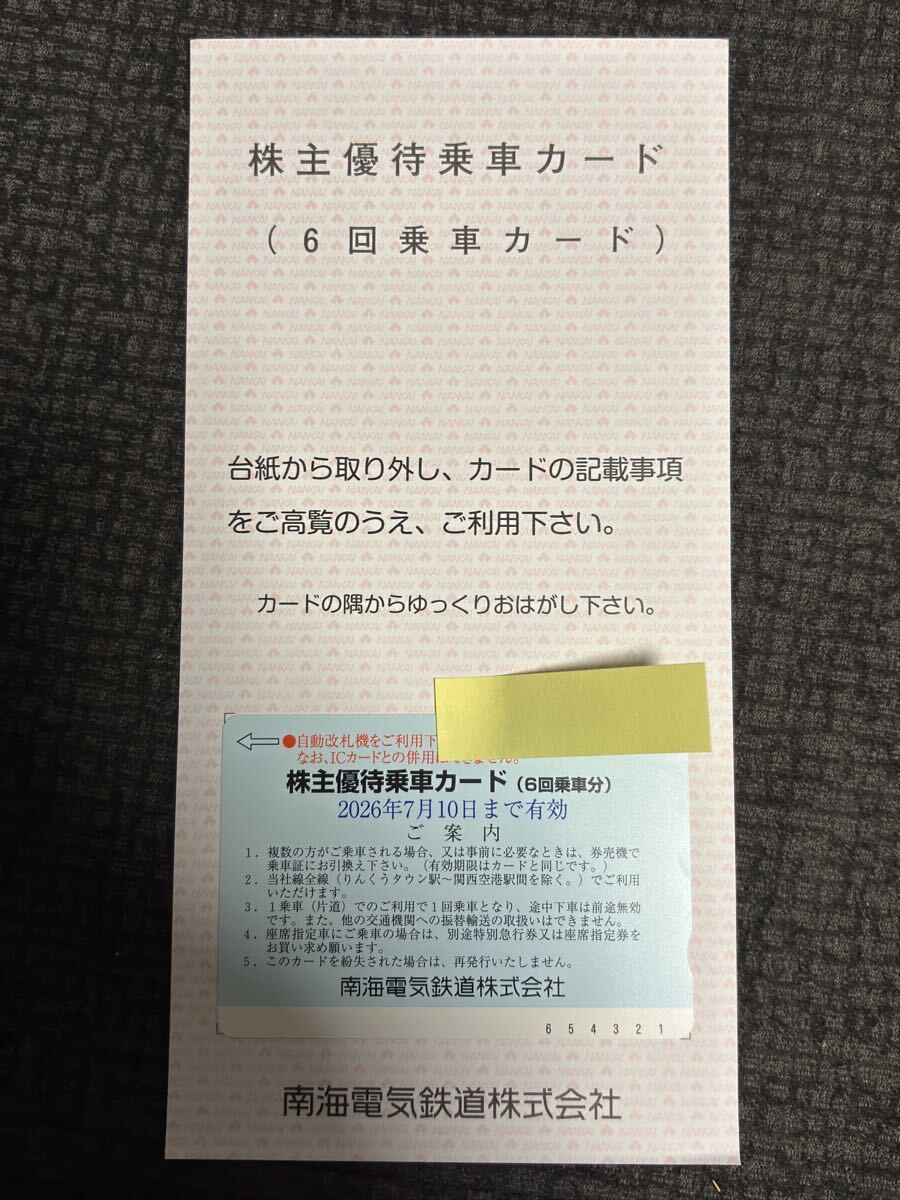 株主優待乗車カード
（6回乗車カード）
台紙から取り外し、カードの記載事項
をご高覧のうえ、ご利用下さい。
カードの隅からゆっくりおはがし下さい。
●自動改札機をご利用下
なお、ICカードとの併用はできません。
株主優待乗車カード（6回乗車分）
2026年7月10日まで有効
ご案内
1．複数の方がご乗車される場合、又は事前に必要なときは、券売機で
乗車証にお引換え下さい。（有効期限はカードと同じです。）
2．当社線全線（りんくうタウン駅～関西空港駅間を除く。）でご利用
いただけます。
3．1乗車（片道）でのご利用で1回乗車となり、途中下車は前途無効
です。また、他の交通機関への振替輸送の取扱いはできません。
4．座席指定車にご乗車の場合は、別途特別急行券又は座席指定券を
お買い求め願います。
5．このカードを紛失された場合は、再発行いたしません。
南海電気鉄道株式会社
6 5 4 3 2 1
南海電気鉄道株式会社